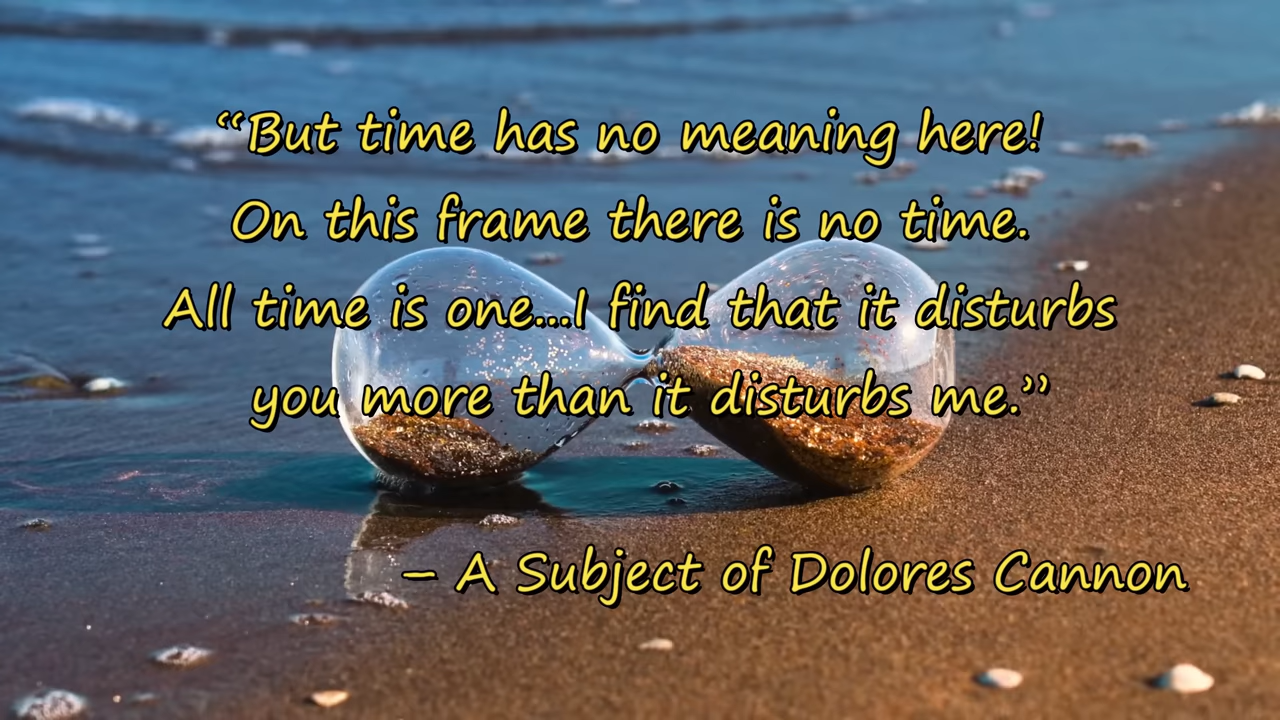 “But time has no meaning here!
On this frame there is no time.
All time is one...I find that it disturbs
you more than it disturbs me.”
– A Subject of Dolores Cannon